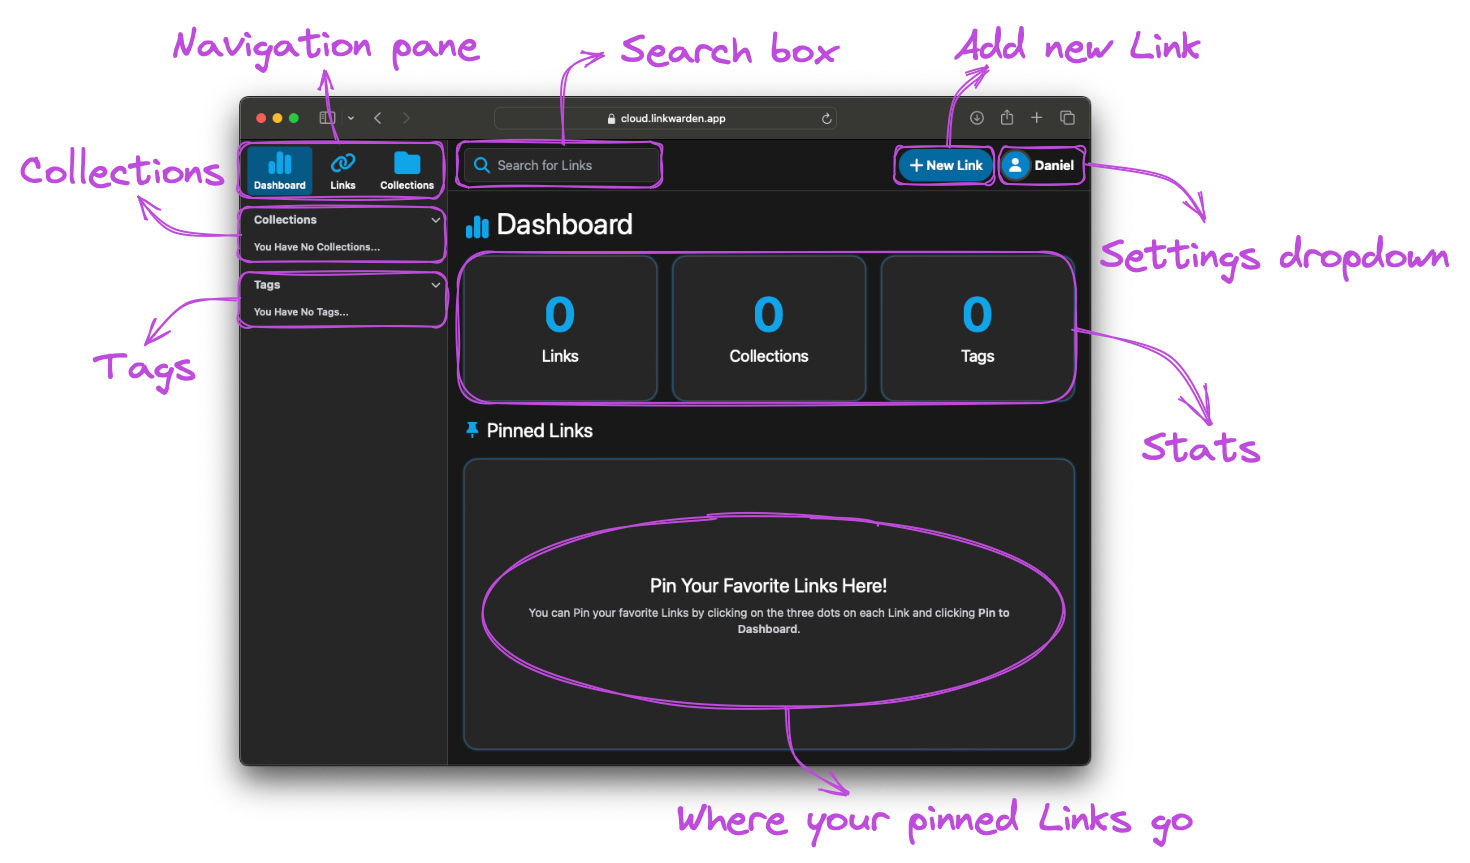 Navigation pane
Search box
Add new Link
cloud.linkwarden.app
Collections
Dashboard
Links
Collections
Search for Links
+ New Link
Daniel
Collections
You Have No Collections...
Dashboard
Settings dropdown
Tags
You Have No Tags...
Tags
0
Links
0
Collections
0
Tags
Stats
Pinned Links
Pin Your Favorite Links Here!
You can Pin your favorite Links by clicking on the three dots on each Link and clicking Pin to
Dashboard.
Where your pinned Links go